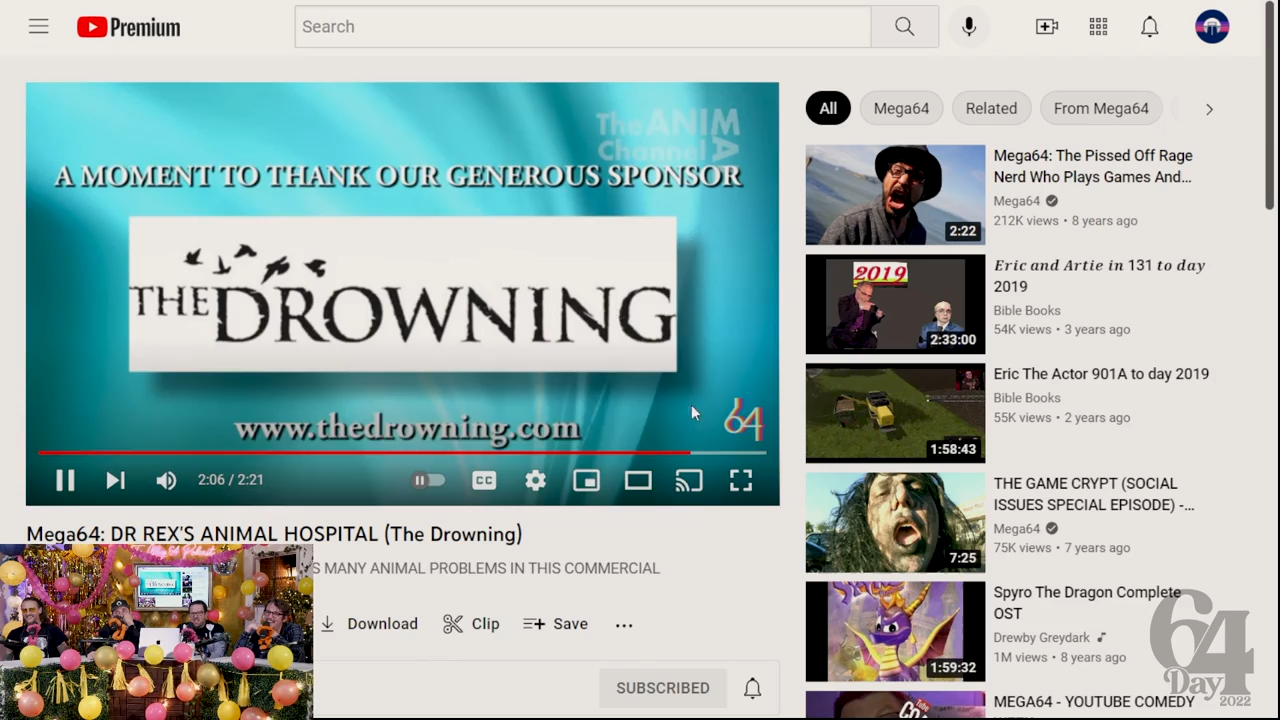 Premium
Search
All
Mega64
Related
From Mega64
The ANIM
Channel
A MOMENT TO THANK OUR GENEROUS SPONSOR
THE DROWNING
www.thedrowning.com
64
2:06 / 2:21
CC
Mega64: DR REX'S ANIMAL HOSPITAL (The Drowning)
S MANY ANIMAL PROBLEMS IN THIS COMMERCIAL
Download
Clip
Save
SUBSCRIBED
2:22
Mega64: The Pissed Off Rage
Nerd Who Plays Games And...
Mega64
212K views • 8 years ago
2019
2:33:00
Eric and Artie in 131 to day
2019
Bible Books
54K views • 3 years ago
1:58:43
Eric The Actor 901A to day 2019
Bible Books
55K views • 2 years ago
7:25
THE GAME CRYPT (SOCIAL
ISSUES SPECIAL EPISODE) -...
Mega64
75K views • 7 years ago
1:59:32
Spyro The Dragon Complete
OST
Drewby Greydark
1M views • 8 years ago
MEGA64 - YOUTUBE COMEDY
64
Day
2022